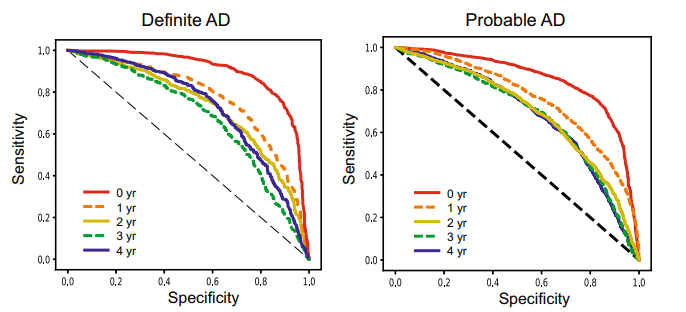 Definite AD
Probable AD
Sensitivity
1.0
0.8
0.6
0.4
0.2
0.0
0 yr
1 yr
2 yr
3 yr
4 yr
0.0 0.2 0.4 0.6 0.8 1.0
Specificity
Sensitivity
1.0
0.8
0.6
0.4
0.2
0.0
0 yr
1 yr
2 yr
3 yr
4 yr
0.0 0.2 0.4 0.6 0.8 1.0
Specificity